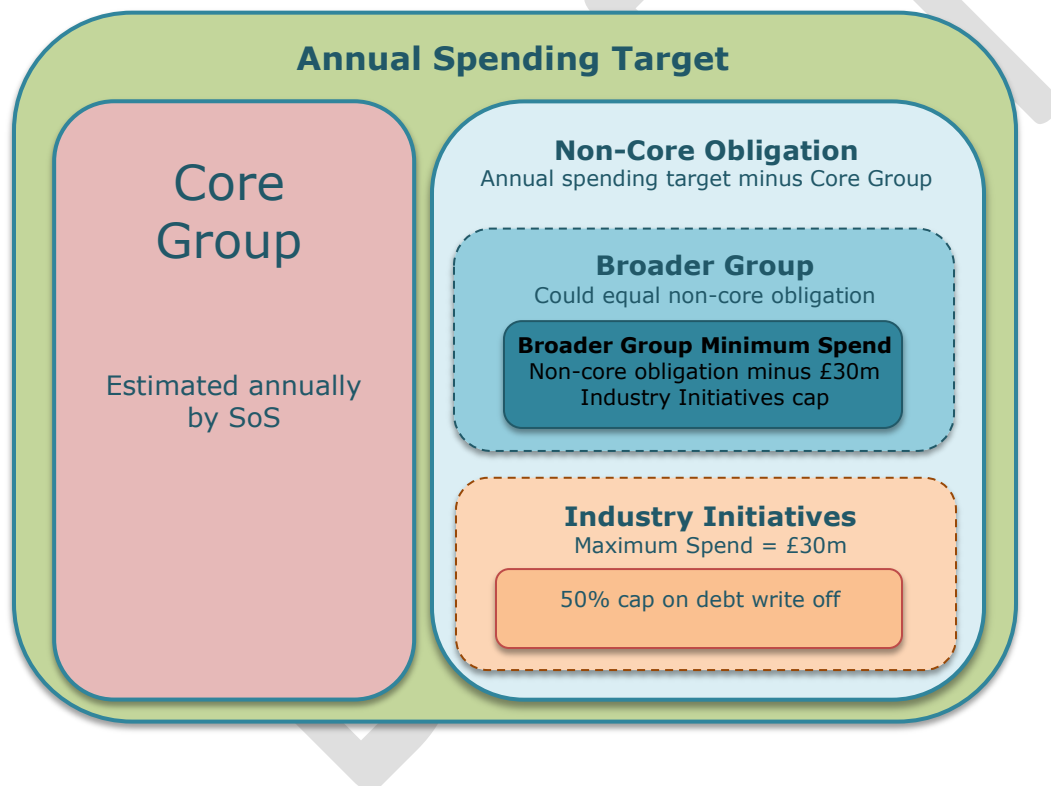 Annual Spending Target
Core
Group
Estimated annually
by SoS
Non-Core Obligation
Annual spending target minus Core Group
Broader Group
Could equal non-core obligation
Broader Group Minimum Spend
Non-core obligation minus £30m
Industry Initiatives cap
Industry Initiatives
Maximum Spend = £30m
50% cap on debt write off